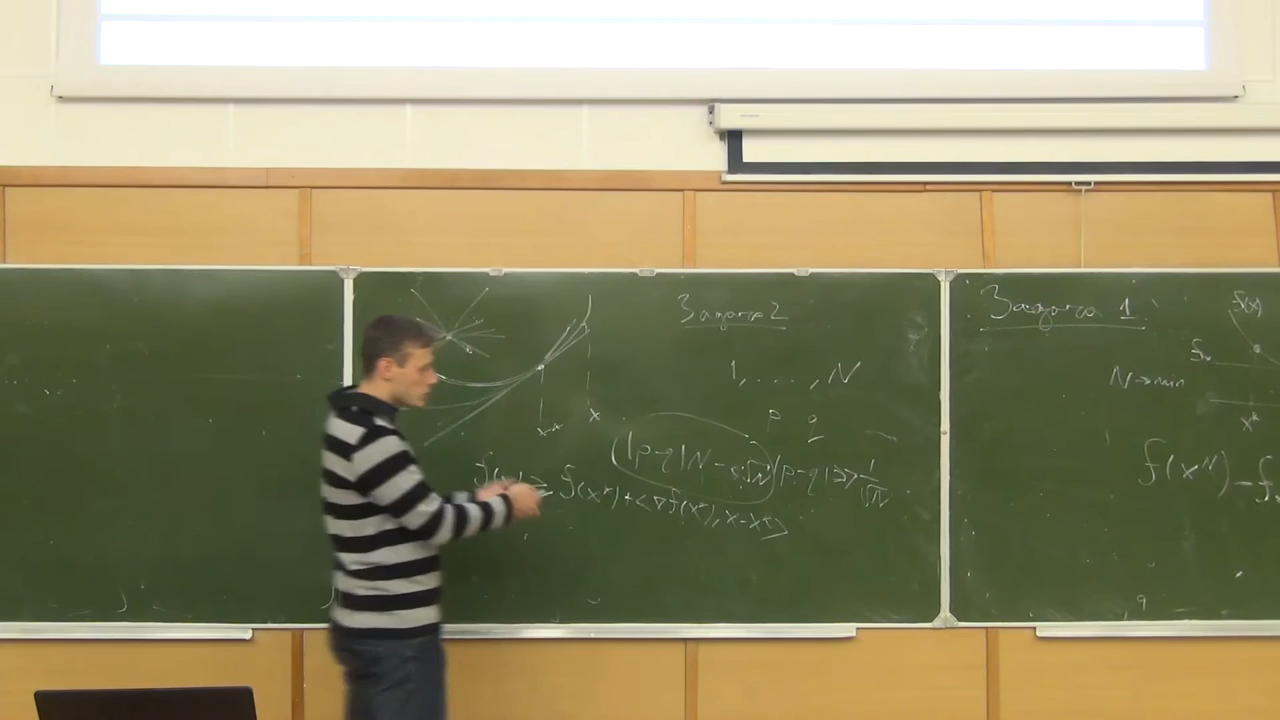 Задача 2
1, ..., N
p q
(|p-q|N - √N) |p-q| >> 1/√N
x* x
f(x) ≥ f(x*) + <∇f(x*), x-x*>
Задача 1
f(x)
f*
N → min
x*
f(x^N) - f*